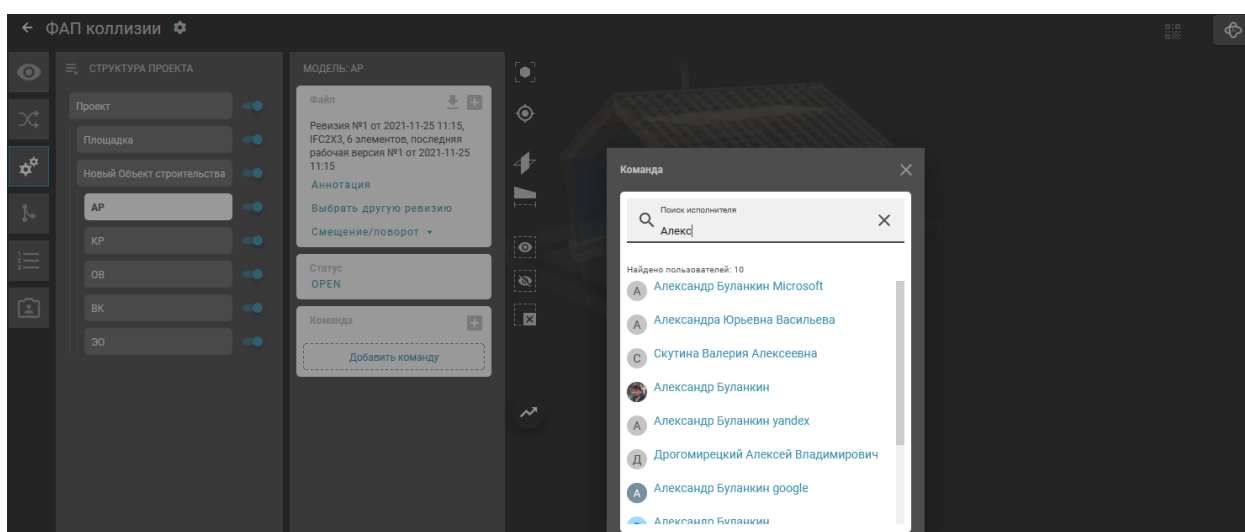 ФАП коллизии
СТРУКТУРА ПРОЕКТА
Проект
Площадка
Новый Объект строительства
АР
КР
ОВ
ВК
ЭО
МОДЕЛЬ: АР
Файл
Ревизия №1 от 2021-11-25 11:15,
IFC2X3, 6 элементов, последняя
рабочая версия №1 от 2021-11-25
11:15
Аннотация
Выбрать другую ревизию
Смещение/поворот
Статус
OPEN
Команда
Добавить команду
Команда
Поиск исполнителя
Алекс
Найдено пользователей: 10
А Александр Буланкин Microsoft
А Александра Юрьевна Васильева
С Скутина Валерия Алексеевна
Александр Буланкин
А Александр Буланкин yandex
Д Дрогомирецкий Алексей Владимирович
А Александр Буланкин google
Александр Буланкин